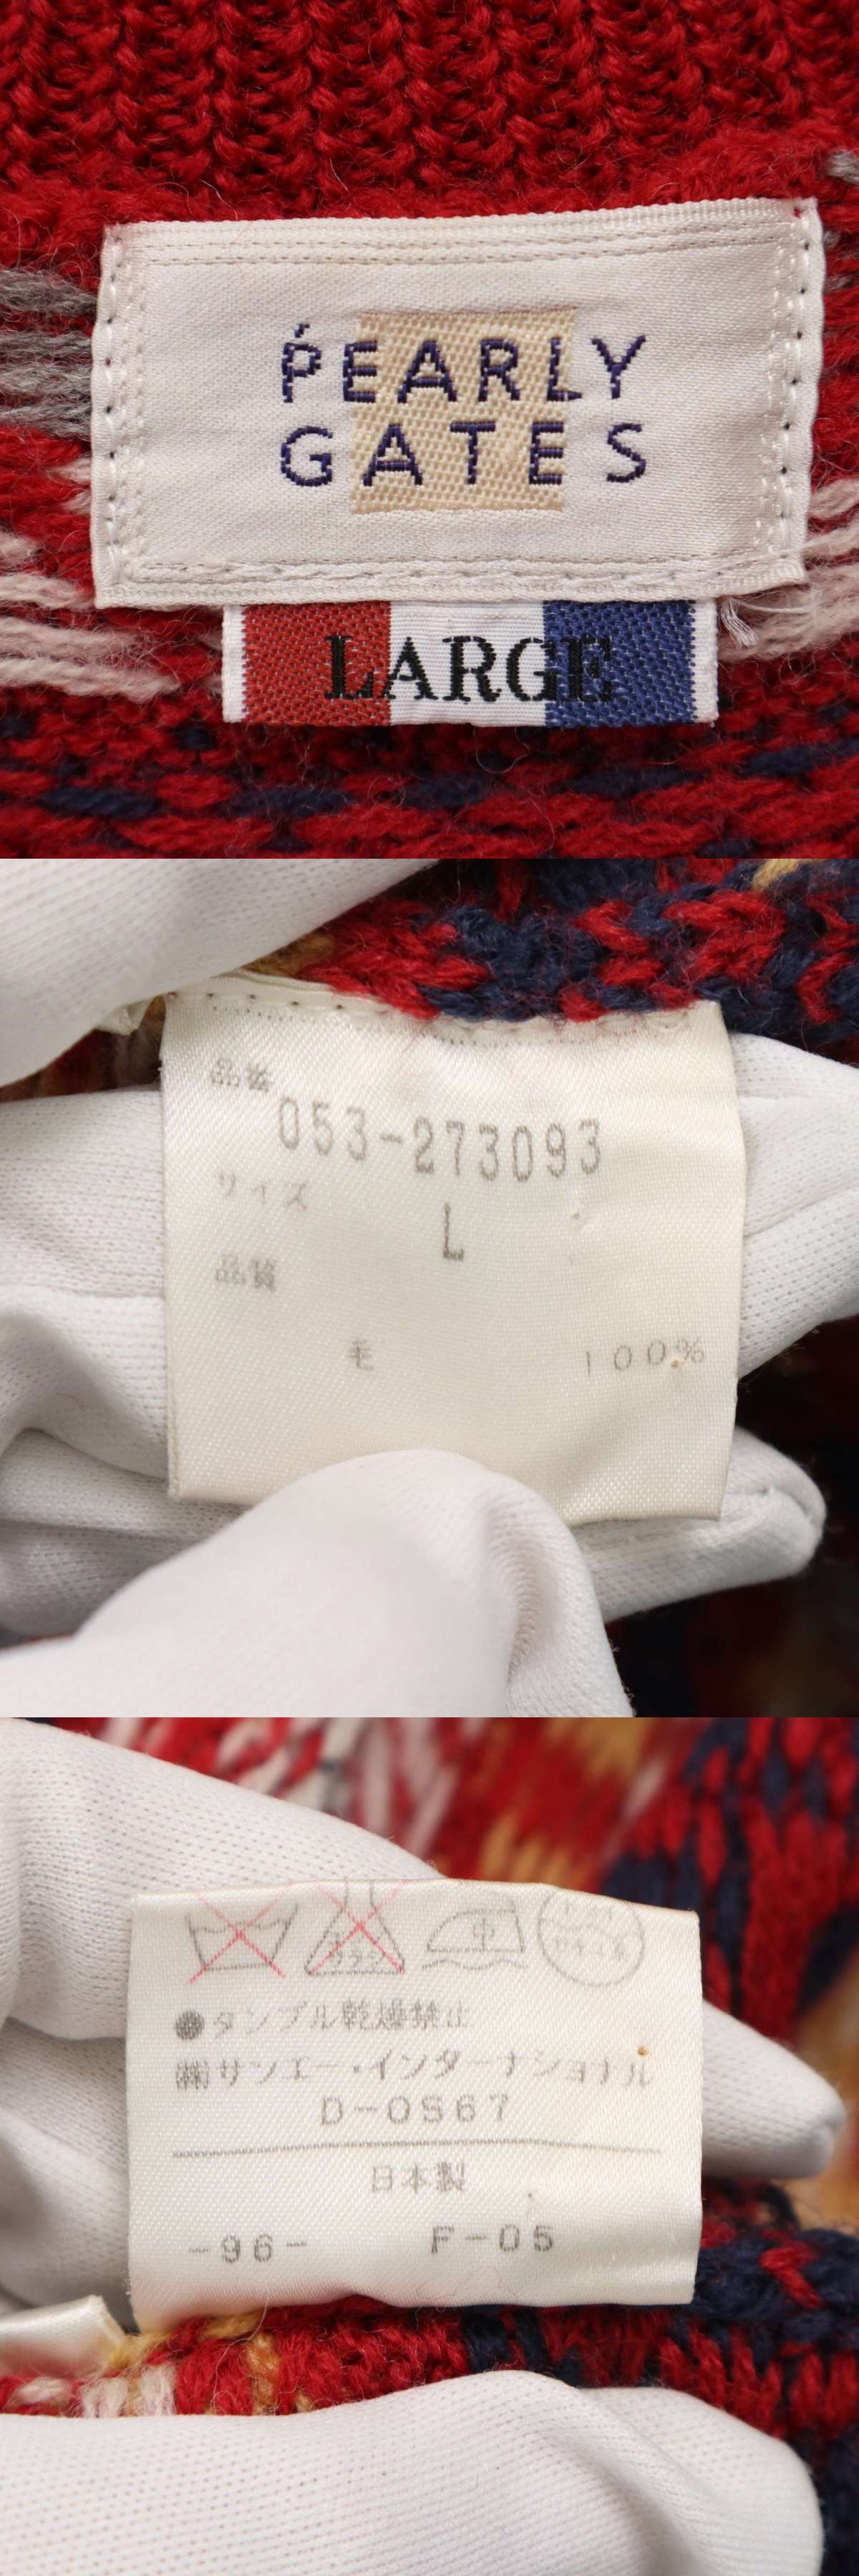 PEARLY
GATES
LARGE
品番
053-273093
サイズ
L
品質
毛 100%
中
ドライ
セキユ系
●タンブル乾燥禁止
㈱サンエー・インターナショナル
D-0S67
日本製
-96- F-05